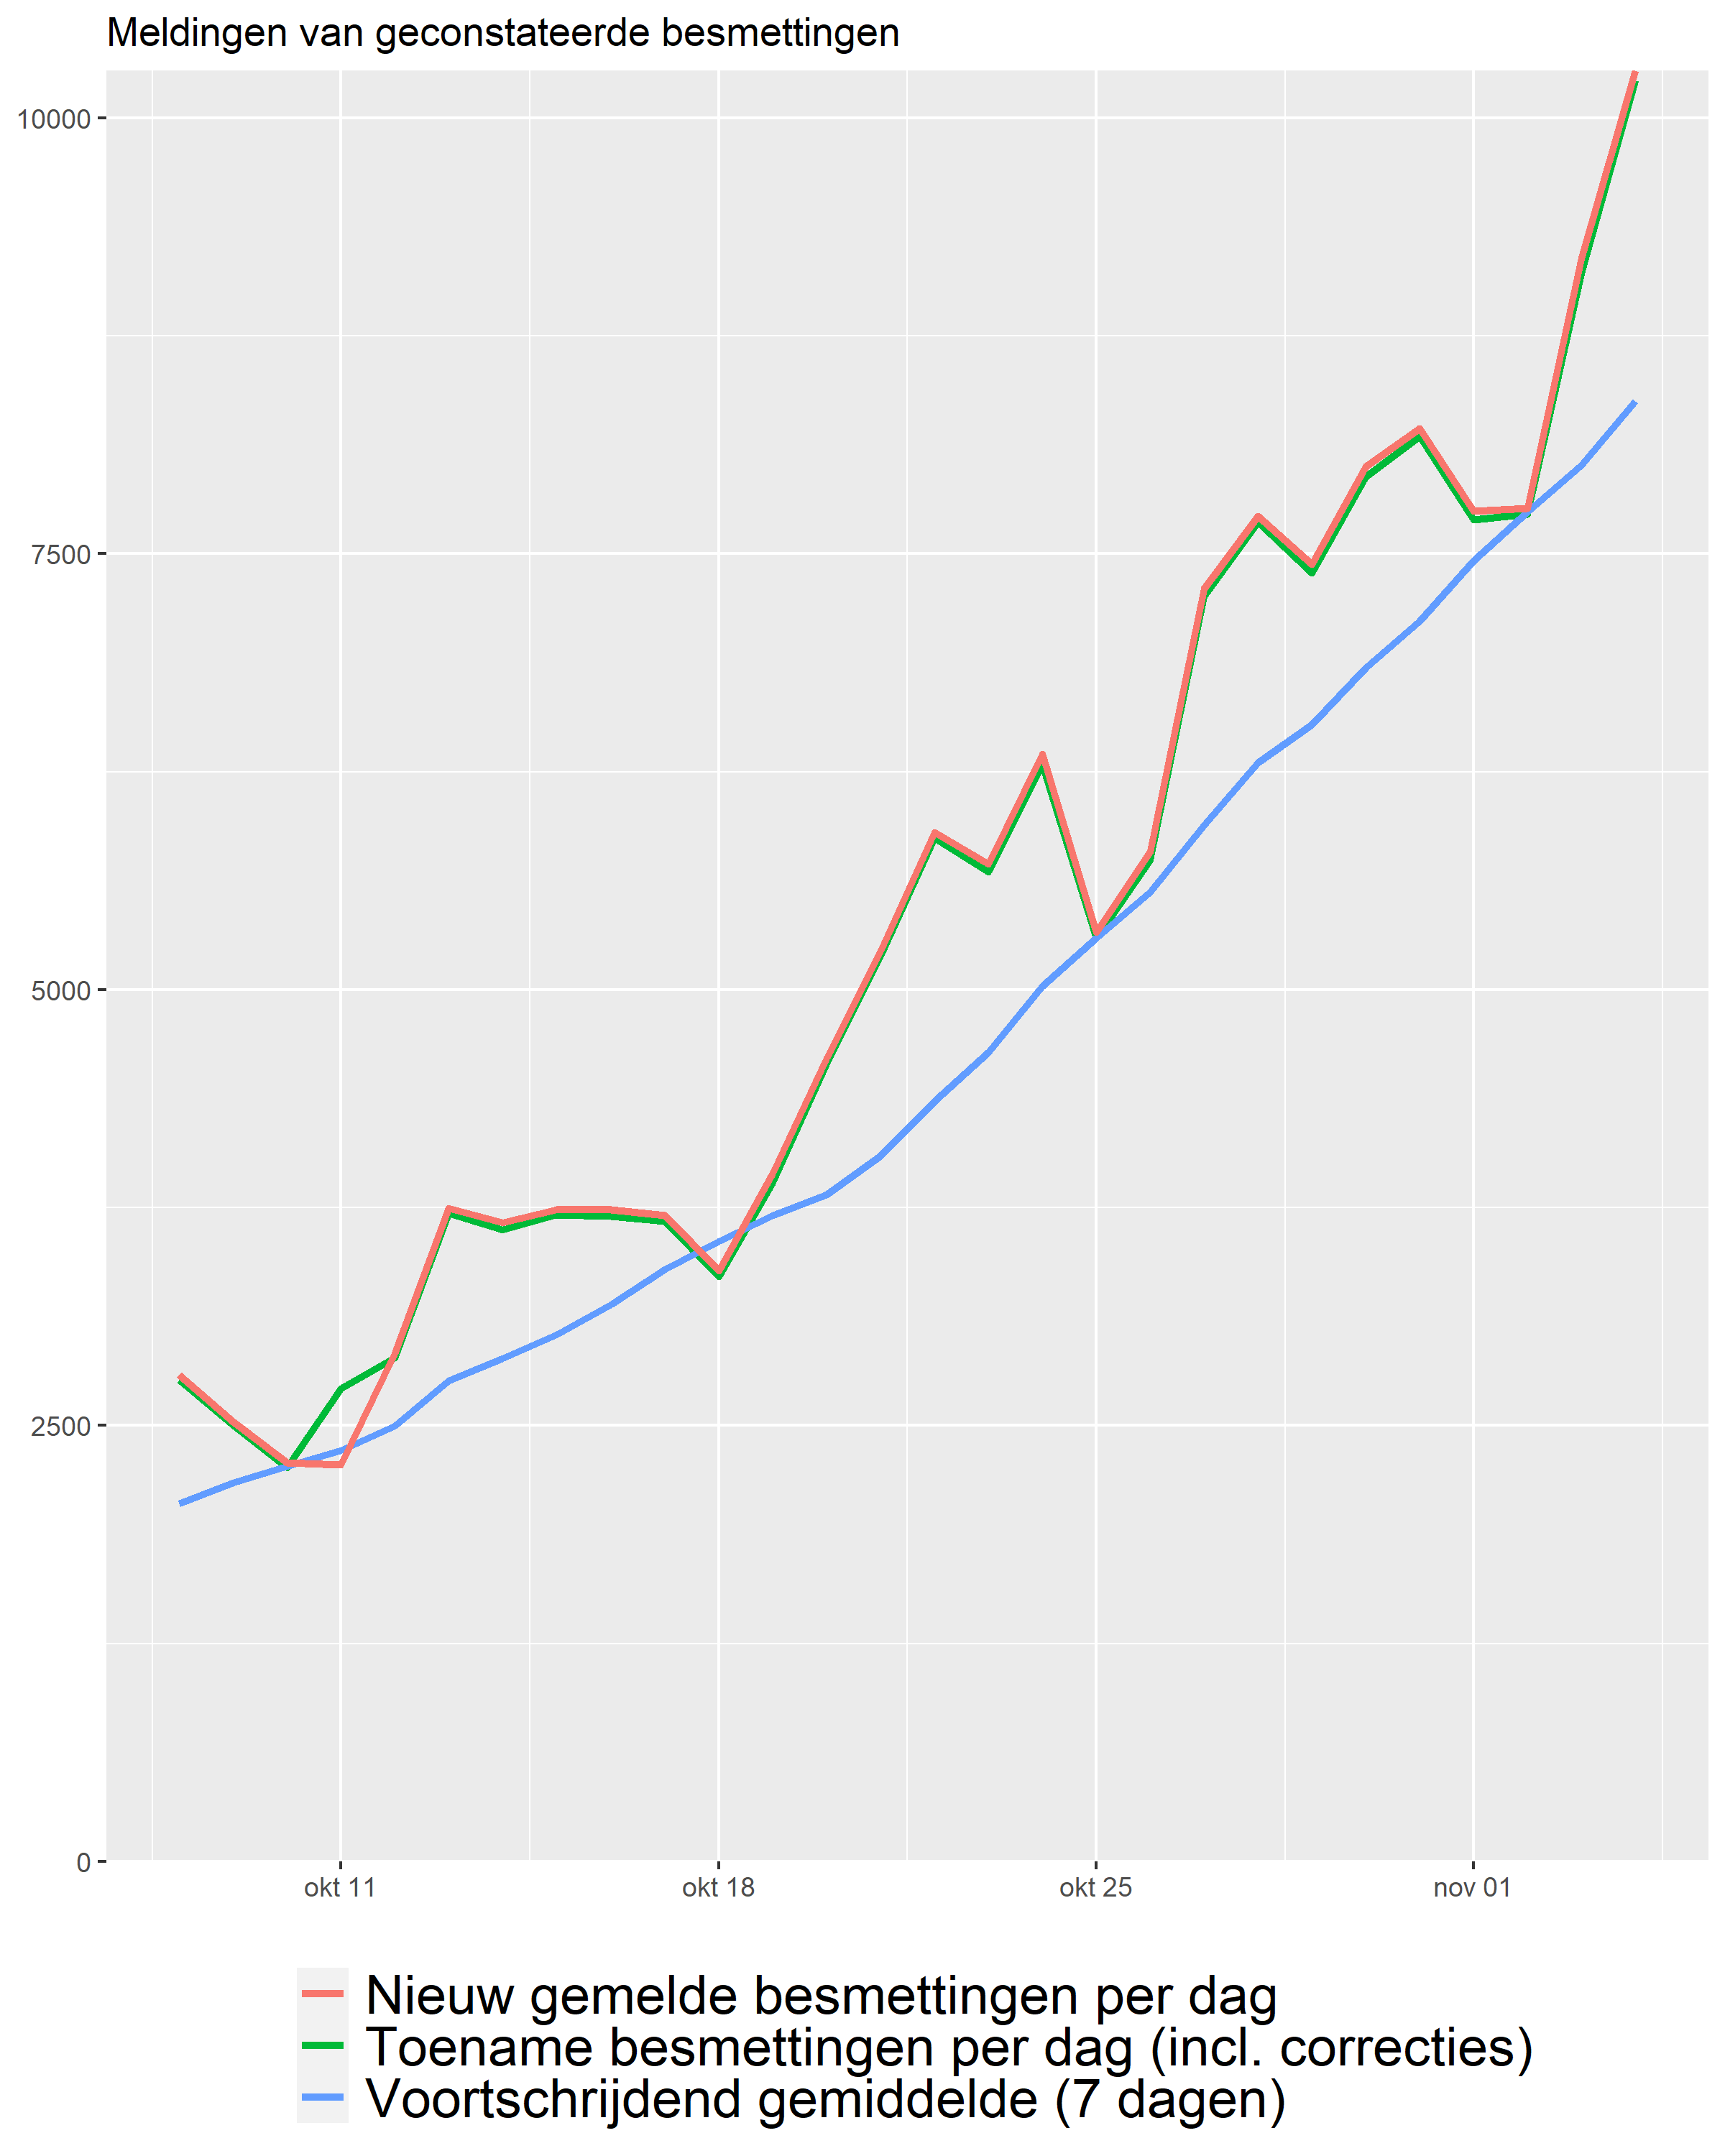 Meldingen van geconstateerde besmettingen
10000
7500
5000
2500
0
okt 11
okt 18
okt 25
nov 01
Nieuw gemelde besmettingen per dag
Toename besmettingen per dag (incl. correcties)
Voortschrijdend gemiddelde (7 dagen)